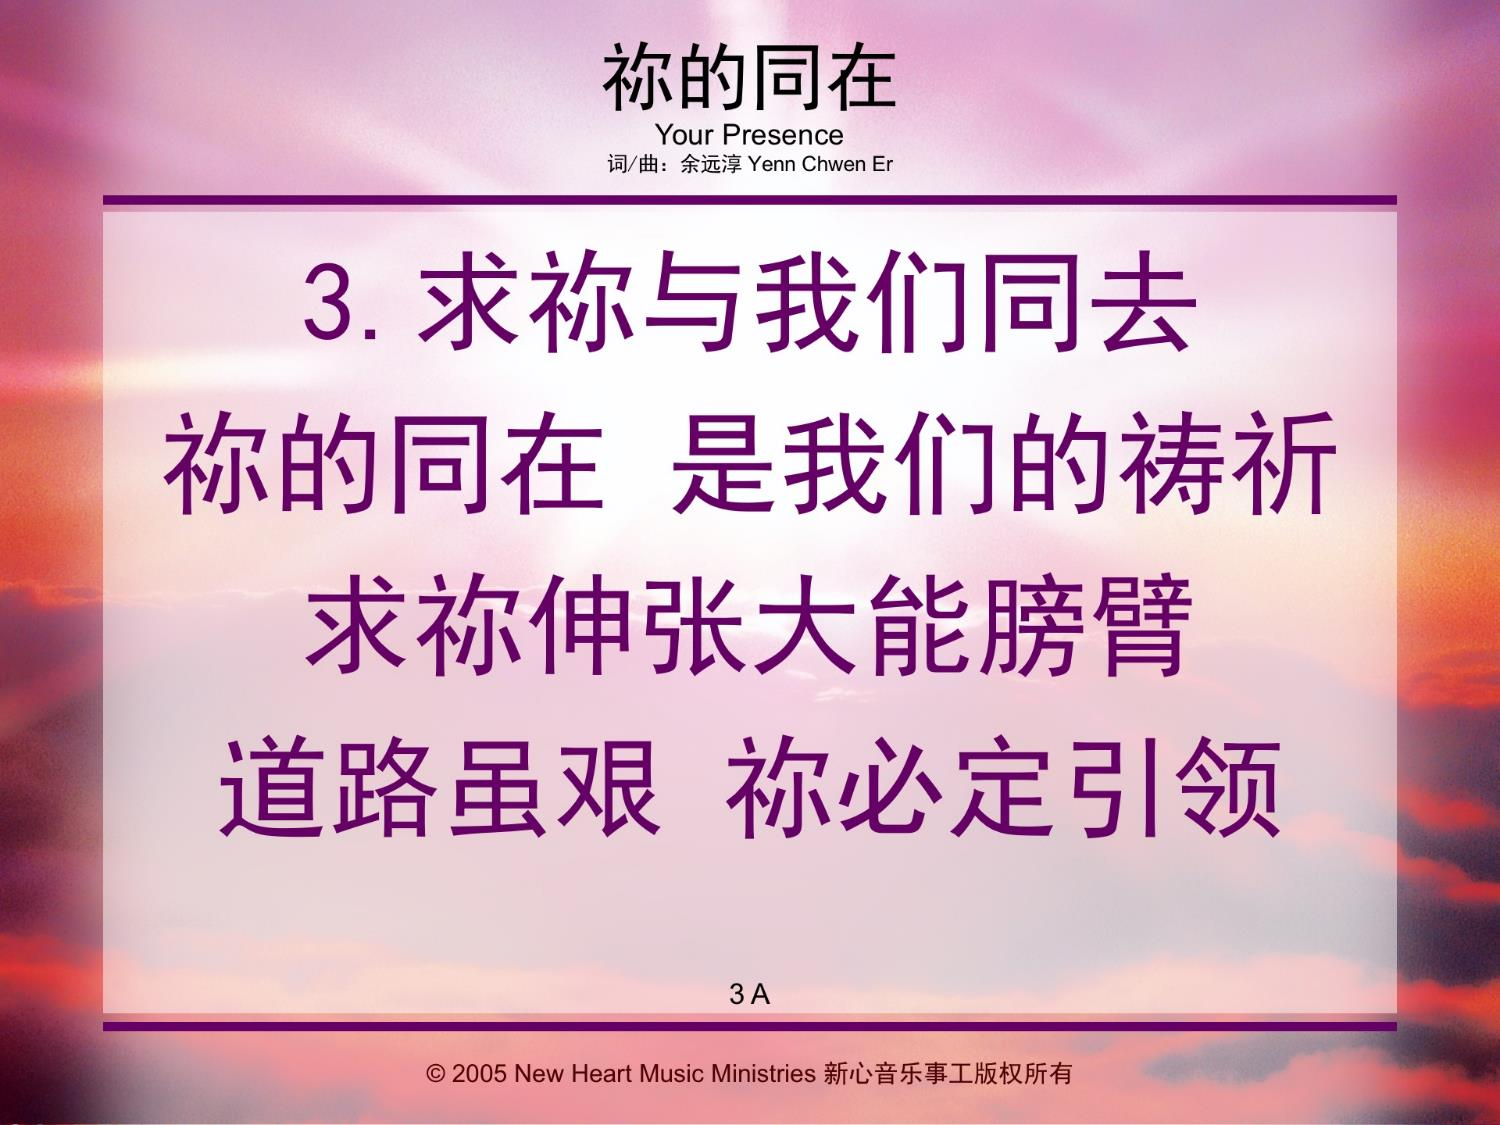 祢的同在
Your Presence
词/曲：余远淳 Yenn Chwen Er
3.求祢与我们同去
祢的同在 是我们的祷祈
求祢伸张大能膀臂
道路虽艰 祢必定引领
3 A
© 2005 New Heart Music Ministries 新心音乐事工版权所有